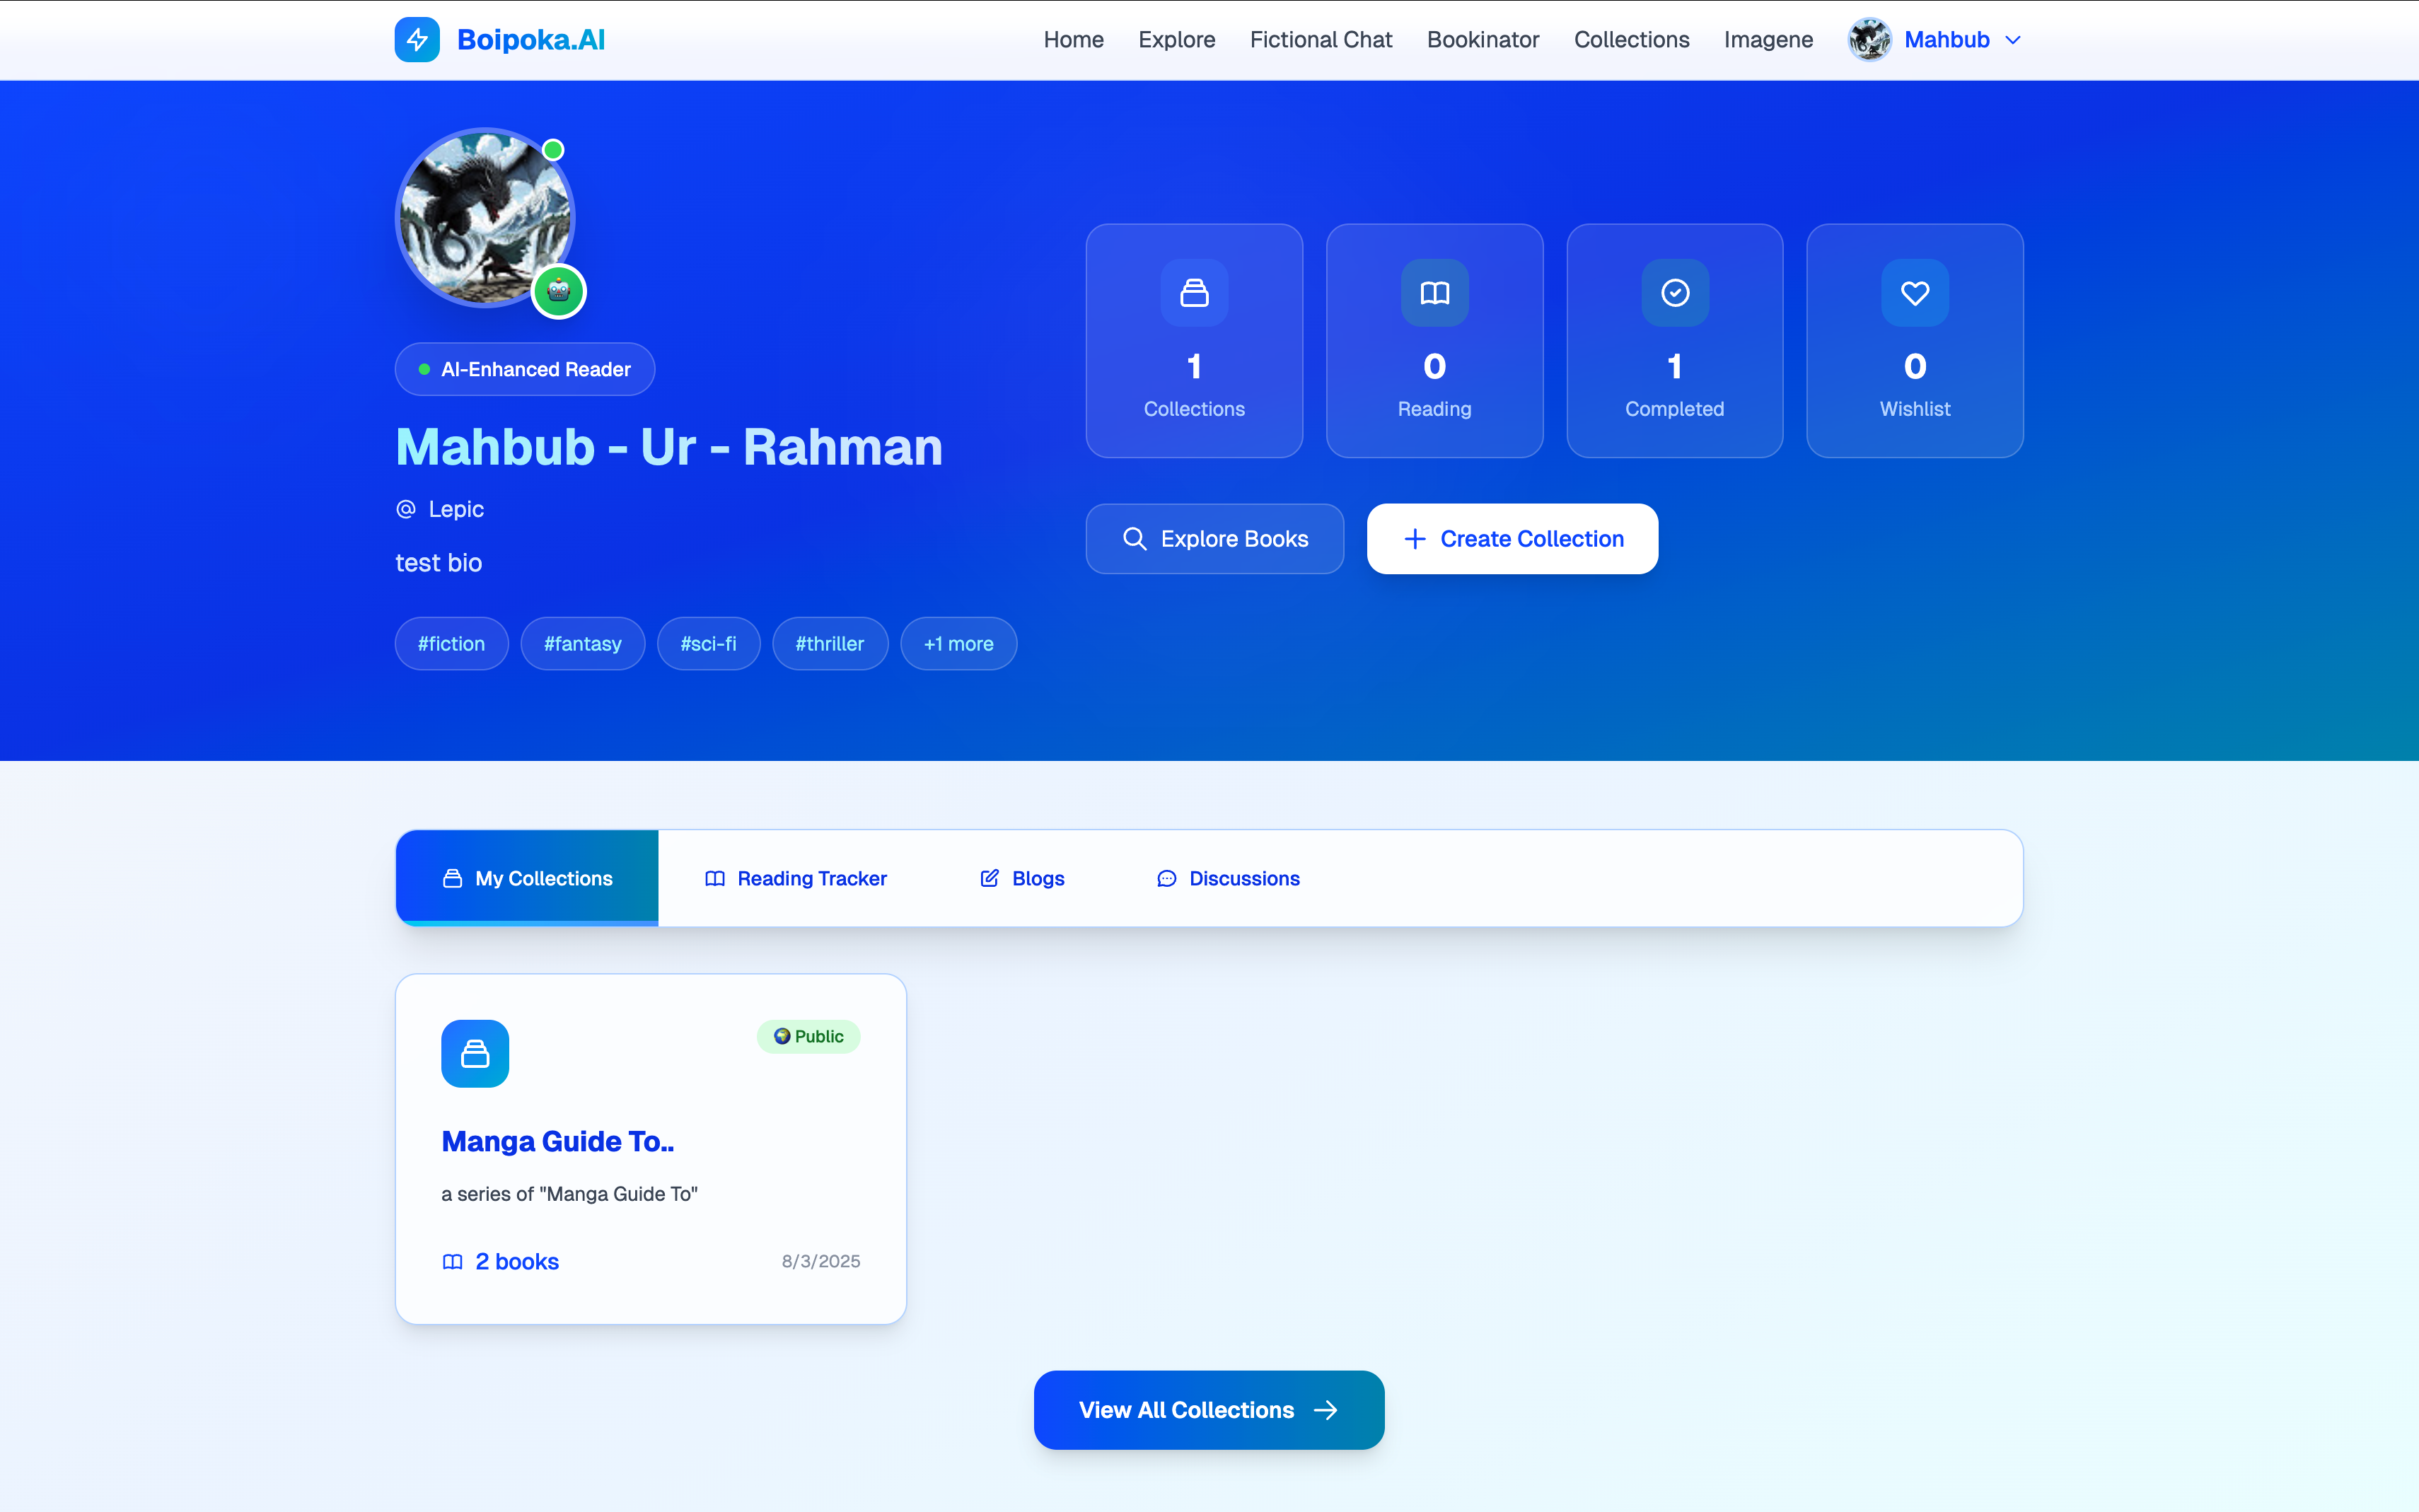 Boipoka.AI
Home Explore Fictional Chat Bookinator Collections Imagene Mahbub
AI-Enhanced Reader
Mahbub - Ur - Rahman
@ Lepic
test bio
#fiction #fantasy #sci-fi #thriller +1 more
1 0 1 0
Collections Reading Completed Wishlist
Explore Books Create Collection
My Collections Reading Tracker Blogs Discussions
Public
Manga Guide To..
a series of "Manga Guide To"
2 books 8/3/2025
View All Collections